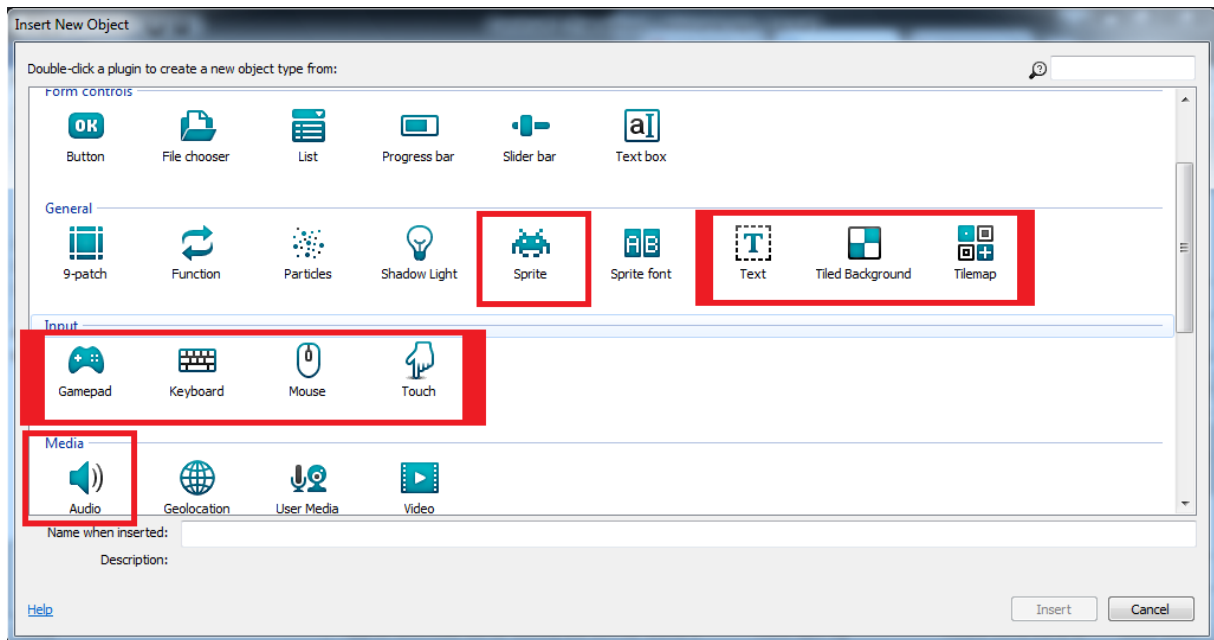 Insert New Object
Double-click a plugin to create a new object type from:
Form controls
OK
aI
Button File chooser List Progress bar Slider bar Text box
General
AB
T
9-patch Function Particles Shadow Light Sprite Sprite font Text Tiled Background Tilemap
Input
Gamepad Keyboard Mouse Touch
Media
Audio Geolocation User Media Video
Name when inserted:
Description:
Help Insert Cancel